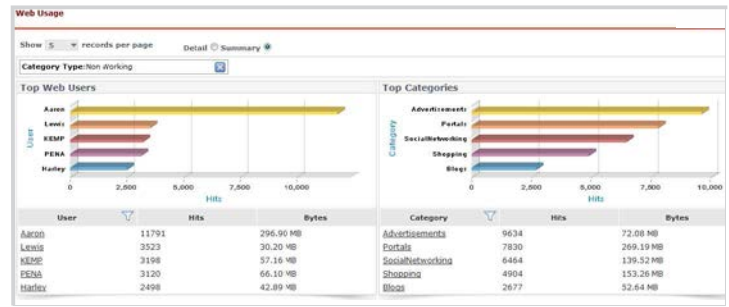 Web Usage
Show 5 records per page Detail Summary
Category Type:Non Working
Top Web Users
User
Aaron
Lewis
KEMP
PENA
Harley
0 2,500 5,000 7,500 10,000
Hits
User Hits Bytes
Aaron 11791 296.90 MB
Lewis 3523 30.20 MB
KEMP 3198 57.16 MB
PENA 3120 66.10 MB
Harley 2498 42.89 MB
Top Categories
Category
Advertisements
Portals
SocialNetworking
Shopping
Blogs
0 2,500 5,000 7,500 10,000
Hits
Category Hits Bytes
Advertisements 9634 72.08 MB
Portals 7830 269.19 MB
SocialNetworking 6464 139.52 MB
Shopping 4904 153.26 MB
Blogs 2677 52.64 MB